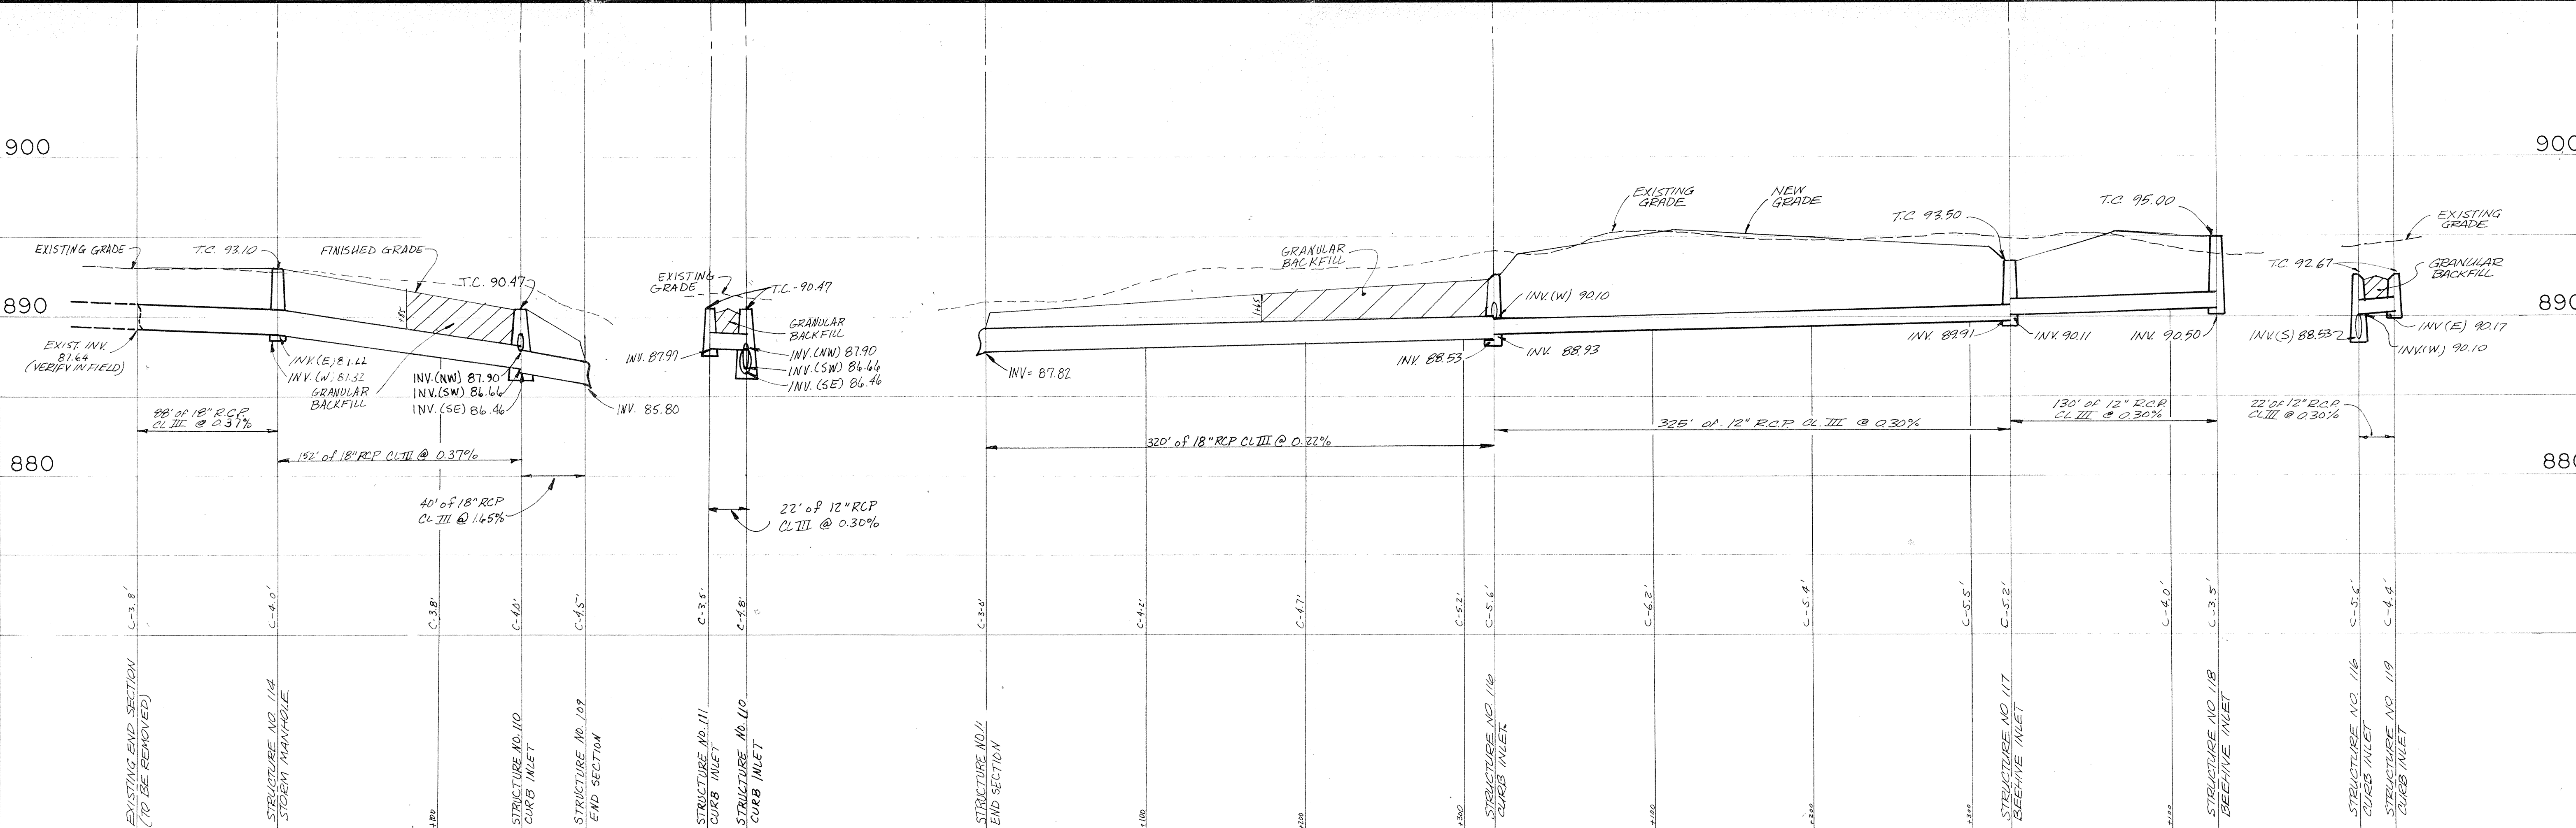 900
900
EXISTING GRADE
T.C. 93.10
FINISHED GRADE
T.C. 90.47
EXISTING
GRADE
T.C.-90.47
GRANULAR
BACKFILL
EXISTING
GRADE
NEW
GRADE
T.C. 93.50
T.C. 95.00
EXISTING
GRADE
T.C. 92.67
GRANULAR
BACKFILL
890
890
EXIST. INV.
87.64
(VERIFY IN FIELD)
+85
INV. (E)
INV. (W)
GRANULAR
BACKFILL
INV. (NW) 87.90
INV. (SW) 86.66
INV. (SE) 86.46
INV. 85.80
INV. 87.97
GRANULAR
BACKFILL
INV. (NW) 87.90
INV. (SW) 86.66
INV. (SE) 86.46
INV= 87.82
1+65
INV. (W) 90.10
INV. 88.53
INV. 88.93
INV. 89.91
INV. 90.11
INV. 90.50
INV. (S) 88.53
INV. (E) 90.17
INV. (W) 90.10
88' of 18" R.C.P.
CL III @ 0.37%
152' of 18" RCP CL III @ 0.37%
320' of 18" RCP CL III @ 0.22%
325' of 12" R.C.P. CL. III @ 0.30%
130' of 12" R.C.P.
CL III @ 0.30%
22' of 12" R.C.P.
CL III @ 0.30%
880
880
40' of 18" RCP
CL III @ 1.65%
22' of 12" RCP
CL III @ 0.30%
C-3.8'
C-4.0'
C-3.8'
C-4.0'
C-4.5'
C-3.5'
C-4.8'
C-4.2'
C-4.7'
C-5.2'
C-5.6'
C-6.2'
C-5.4'
C-5.5'
C-5.2'
C-4.0'
C-3.5'
C-5.6'
C-4.4'
EXISTING END SECTION
(TO BE REMOVED)
STRUCTURE NO. 114
STORM MANHOLE
+100
STRUCTURE NO. 110
CURB INLET
STRUCTURE NO. 109
END SECTION
STRUCTURE NO. 111
CURB INLET
STRUCTURE NO. 110
CURB INLET
STRUCTURE NO.
END SECTION
+100
+200
+300
STRUCTURE NO. 116
CURB INLET
+100
+200
+300
STRUCTURE NO. 117
BEEHIVE INLET
+100
STRUCTURE NO. 118
BEEHIVE INLET
STRUCTURE NO. 116
CURB INLET
STRUCTURE NO. 119
CURB INLET